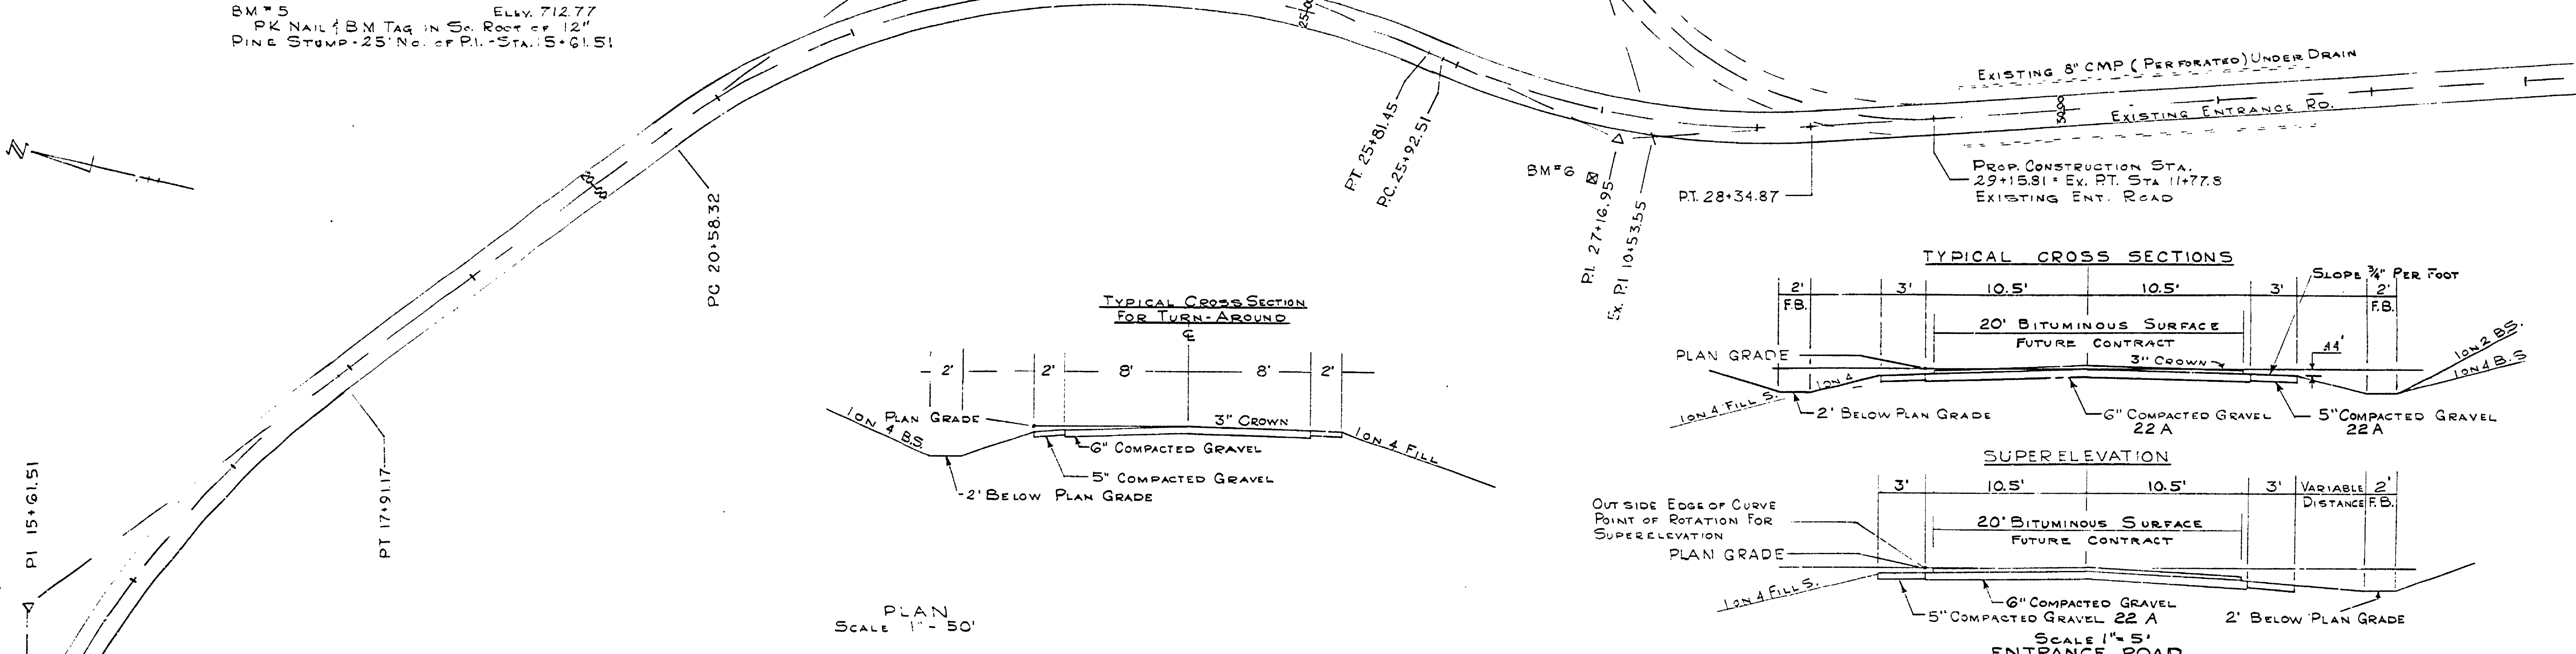 BM #5 ELEV. 712.77
PK NAIL & BM TAG IN SO. ROOT OF 12"
PINE STUMP-25' NO. OF P.I.-STA. 15+61.51
N
PI 15+61.51
PT 17+91.17
PC 20+58.32
25+00
P.T. 25+81.45
P.C. 25+92.51
BM #6
P.I. 27+16.95
EX. P.I 10+53.55
P.T. 28+34.87
30+00
EXISTING 8" CMP (PERFORATED) UNDER DRAIN
EXISTING ENTRANCE RD.
PROP. CONSTRUCTION STA.
29+15.81 = EX. P.T. STA 11+77.8
EXISTING ENT. ROAD
TYPICAL CROSS SECTION
FOR TURN-AROUND
℄
2' 2' 8' 8' 2'
1 ON 4 B.S.
PLAN GRADE
3" CROWN
1 ON 4 FILL
6" COMPACTED GRAVEL
5" COMPACTED GRAVEL
2' BELOW PLAN GRADE
PLAN
SCALE 1" - 50'
TYPICAL CROSS SECTIONS
SLOPE 3/4" PER FOOT
2' 3' 10.5' 10.5' 3' 2'
F.B. F.B.
20' BITUMINOUS SURFACE
FUTURE CONTRACT
PLAN GRADE
3" CROWN
.44'
1 ON 2 B.S.
1 ON 4 B.S
1 ON 4
1 ON 4 FILL S.
2' BELOW PLAN GRADE
6" COMPACTED GRAVEL
22 A
5" COMPACTED GRAVEL
22 A
SUPERELEVATION
3' 10.5' 10.5' 3' VARIABLE 2'
DISTANCE F.B.
OUTSIDE EDGE OF CURVE
POINT OF ROTATION FOR
SUPERELEVATION
20' BITUMINOUS SURFACE
FUTURE CONTRACT
PLAN GRADE
1 ON 4 FILL S.
6" COMPACTED GRAVEL
5" COMPACTED GRAVEL 22 A
2' BELOW PLAN GRADE
SCALE 1" = 5'
ENTRANCE ROAD